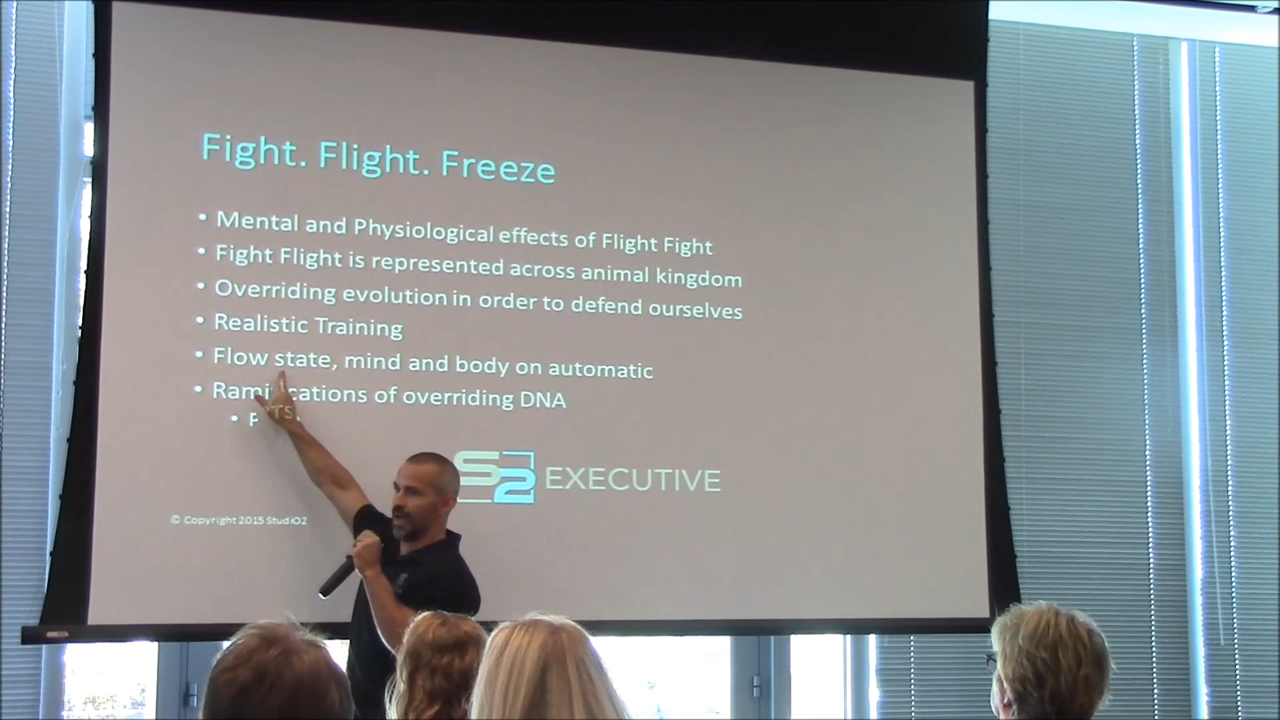 Fight. Flight. Freeze
• Mental and Physiological effects of Flight Fight
• Fight Flight is represented across animal kingdom
• Overriding evolution in order to defend ourselves
• Realistic Training
• Flow state, mind and body on automatic
• Ramifications of overriding DNA
S2 EXECUTIVE
© Copyright 2015 StudiO2